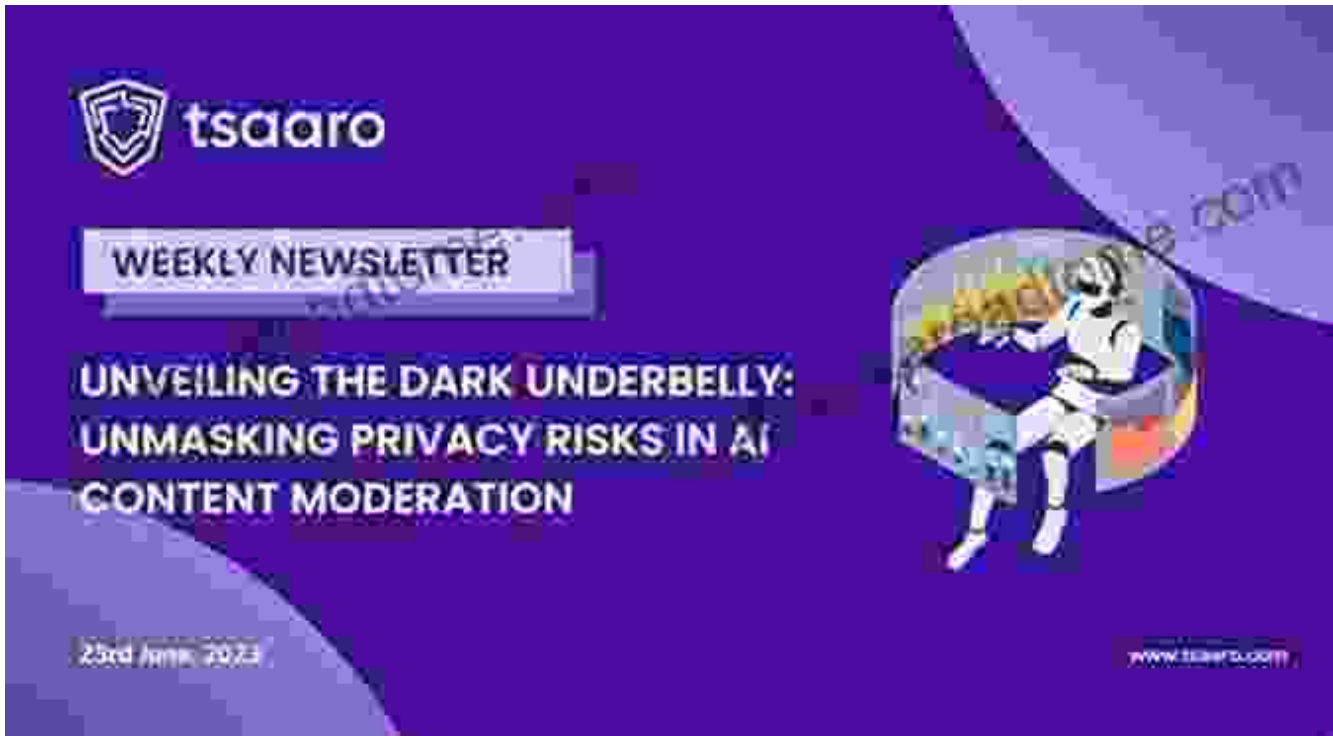 tsaaro
WEEKLY NEWSLETTER
UNVEILING THE DARK UNDERBELLY:
UNMASKING PRIVACY RISKS IN AI
CONTENT MODERATION
23rd June, 2023
www.tsaaro.com